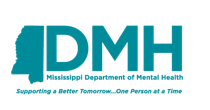 DMH
Mississippi Department of Mental Health
Supporting a Better Tomorrow...One Person at a Time